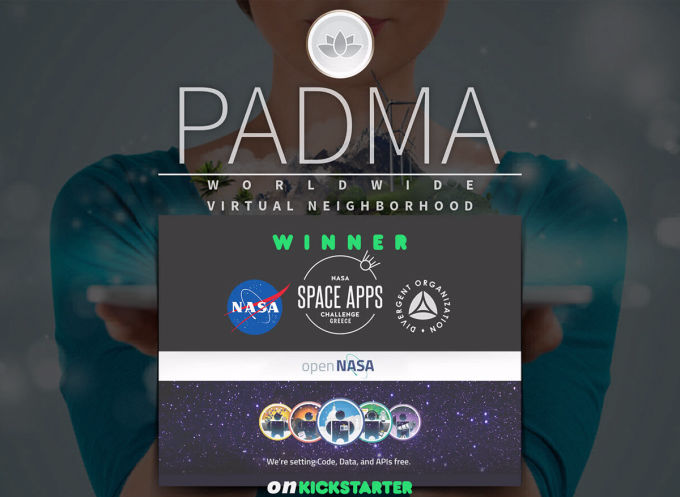 PADMA
WORLDWIDE
VIRTUAL NEIGHBORHOOD
WINNER
NASA
NASA
SPACE APPS
CHALLENGE
GREECE
DIVERGENT ORGANIZATION
openNASA
We're setting Code, Data, and APIs free.
on KICKSTARTER